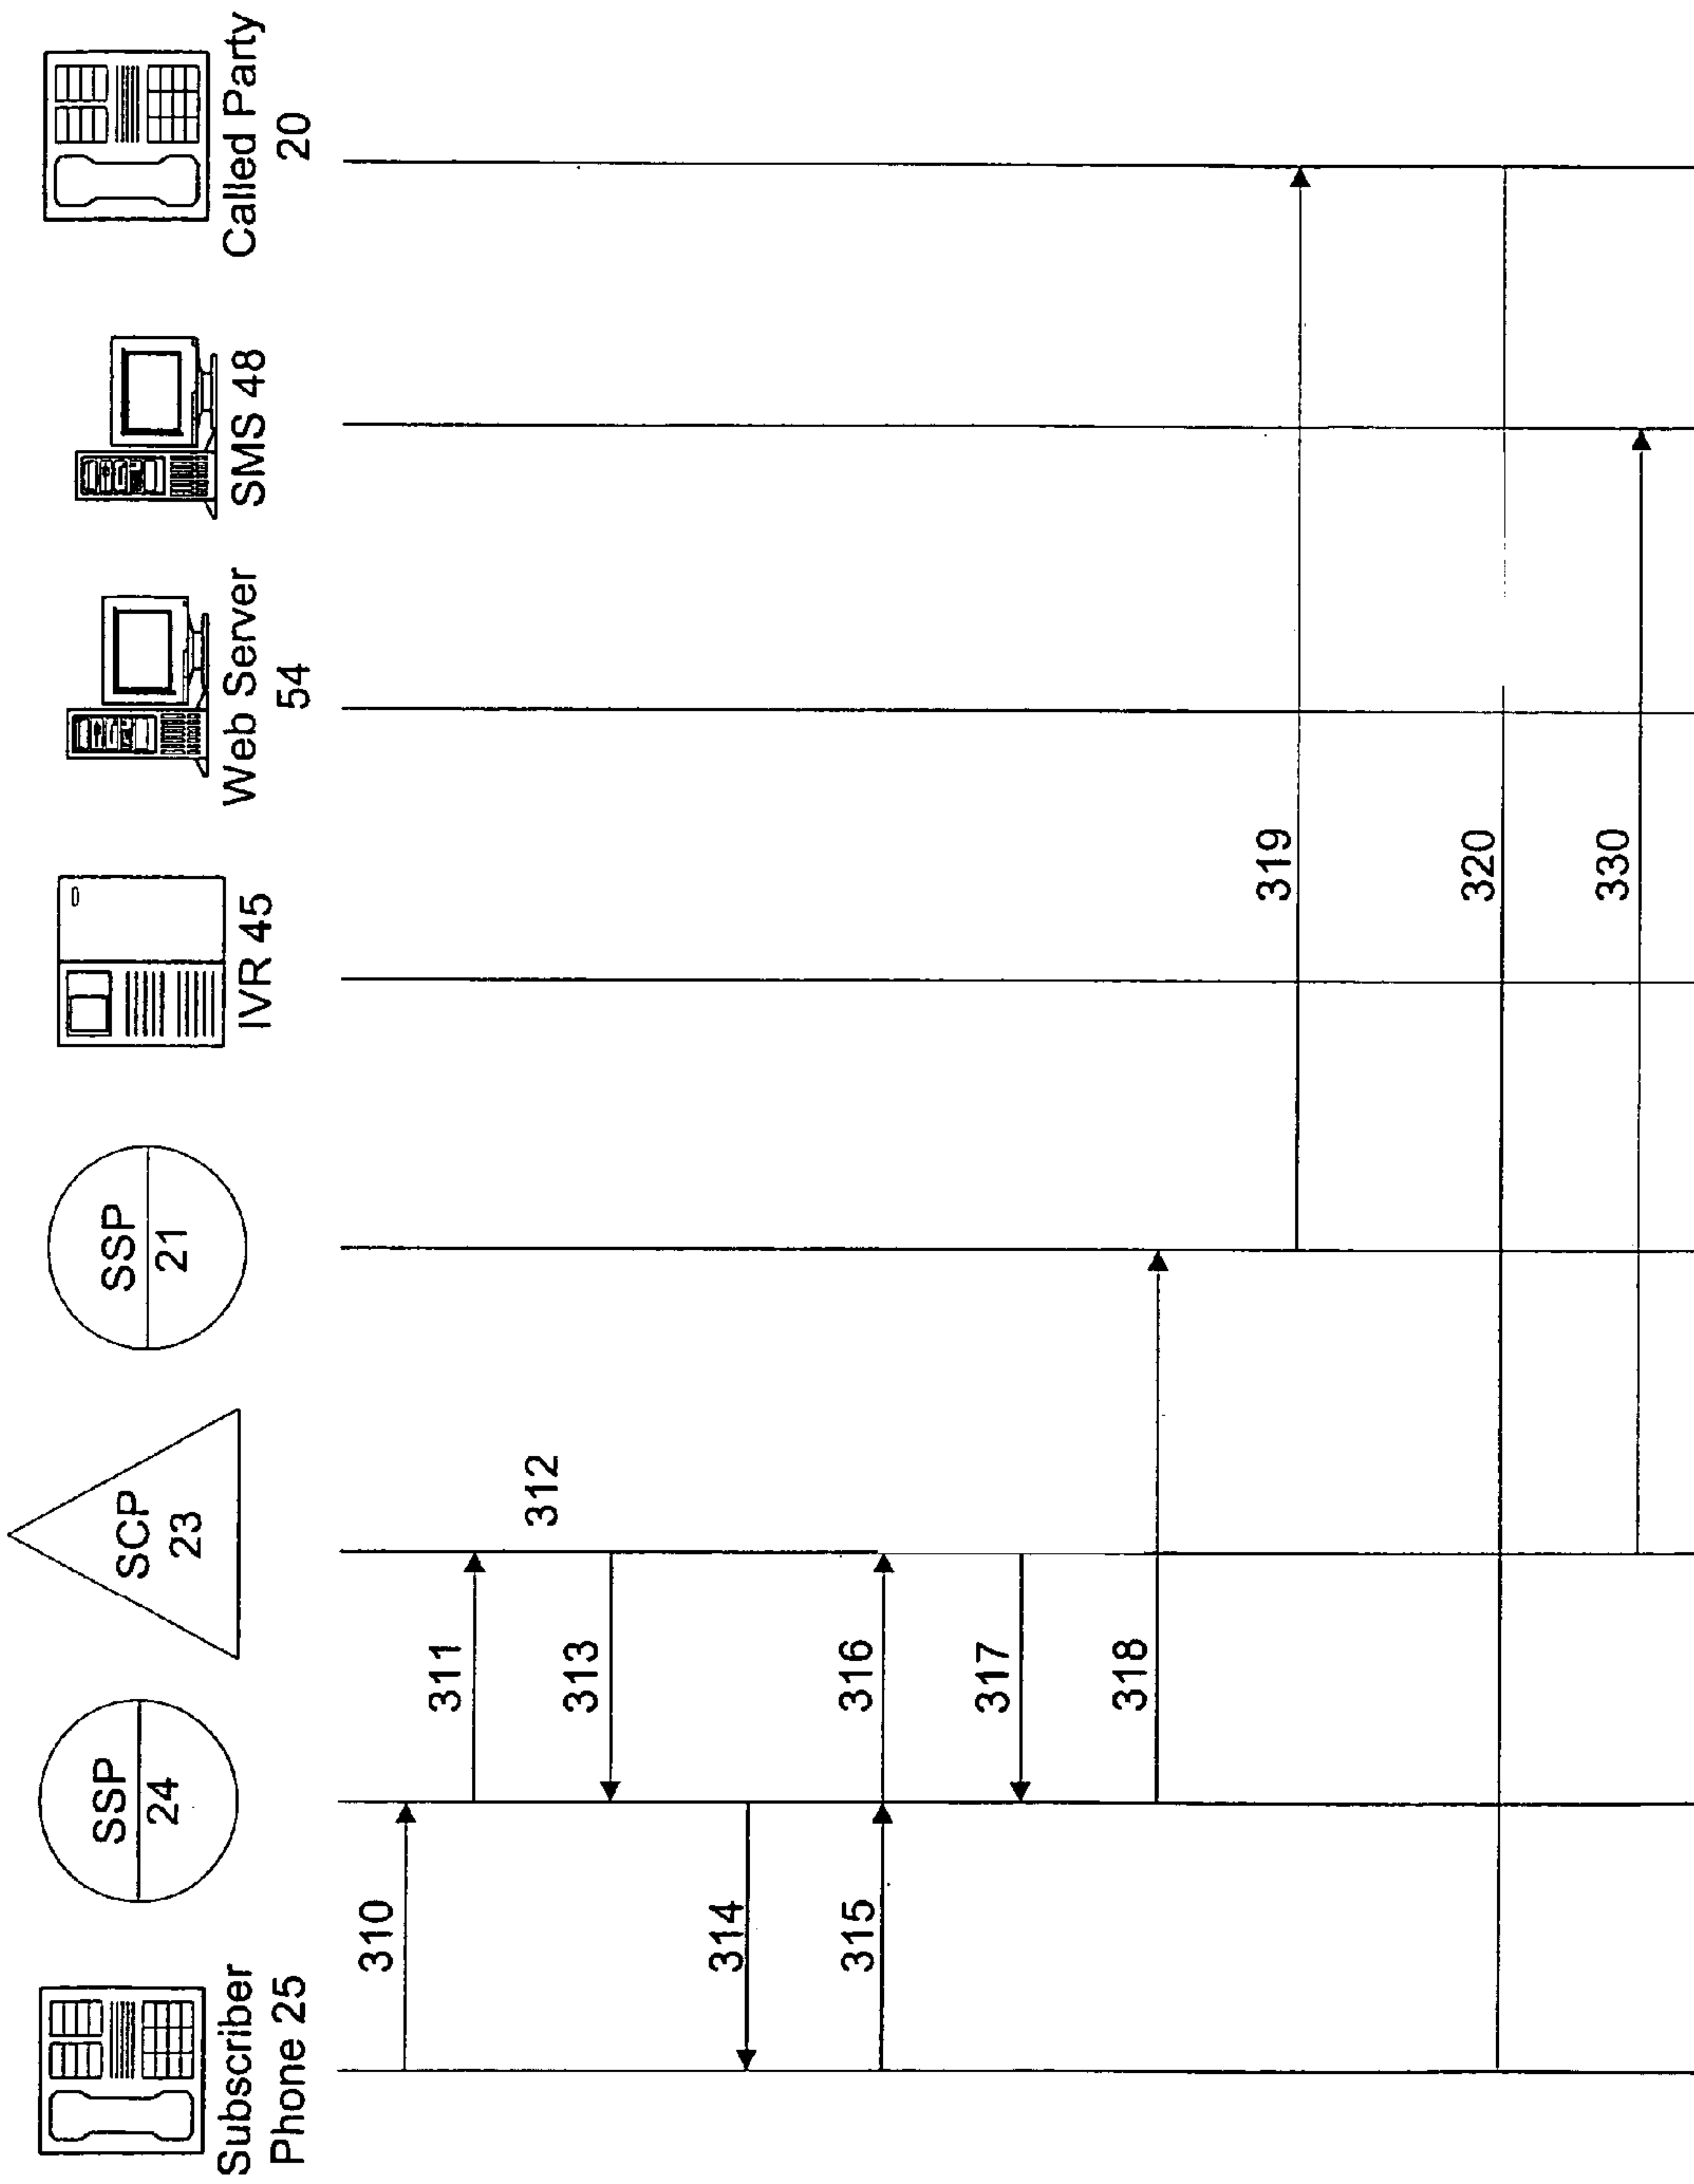 Subscriber
Phone 25
SSP
24
SCP
23
SSP
21
IVR 45
Web Server
54
SMS 48
Called Party
20
310
311
312
313
314
315
316
317
318
319
320
330